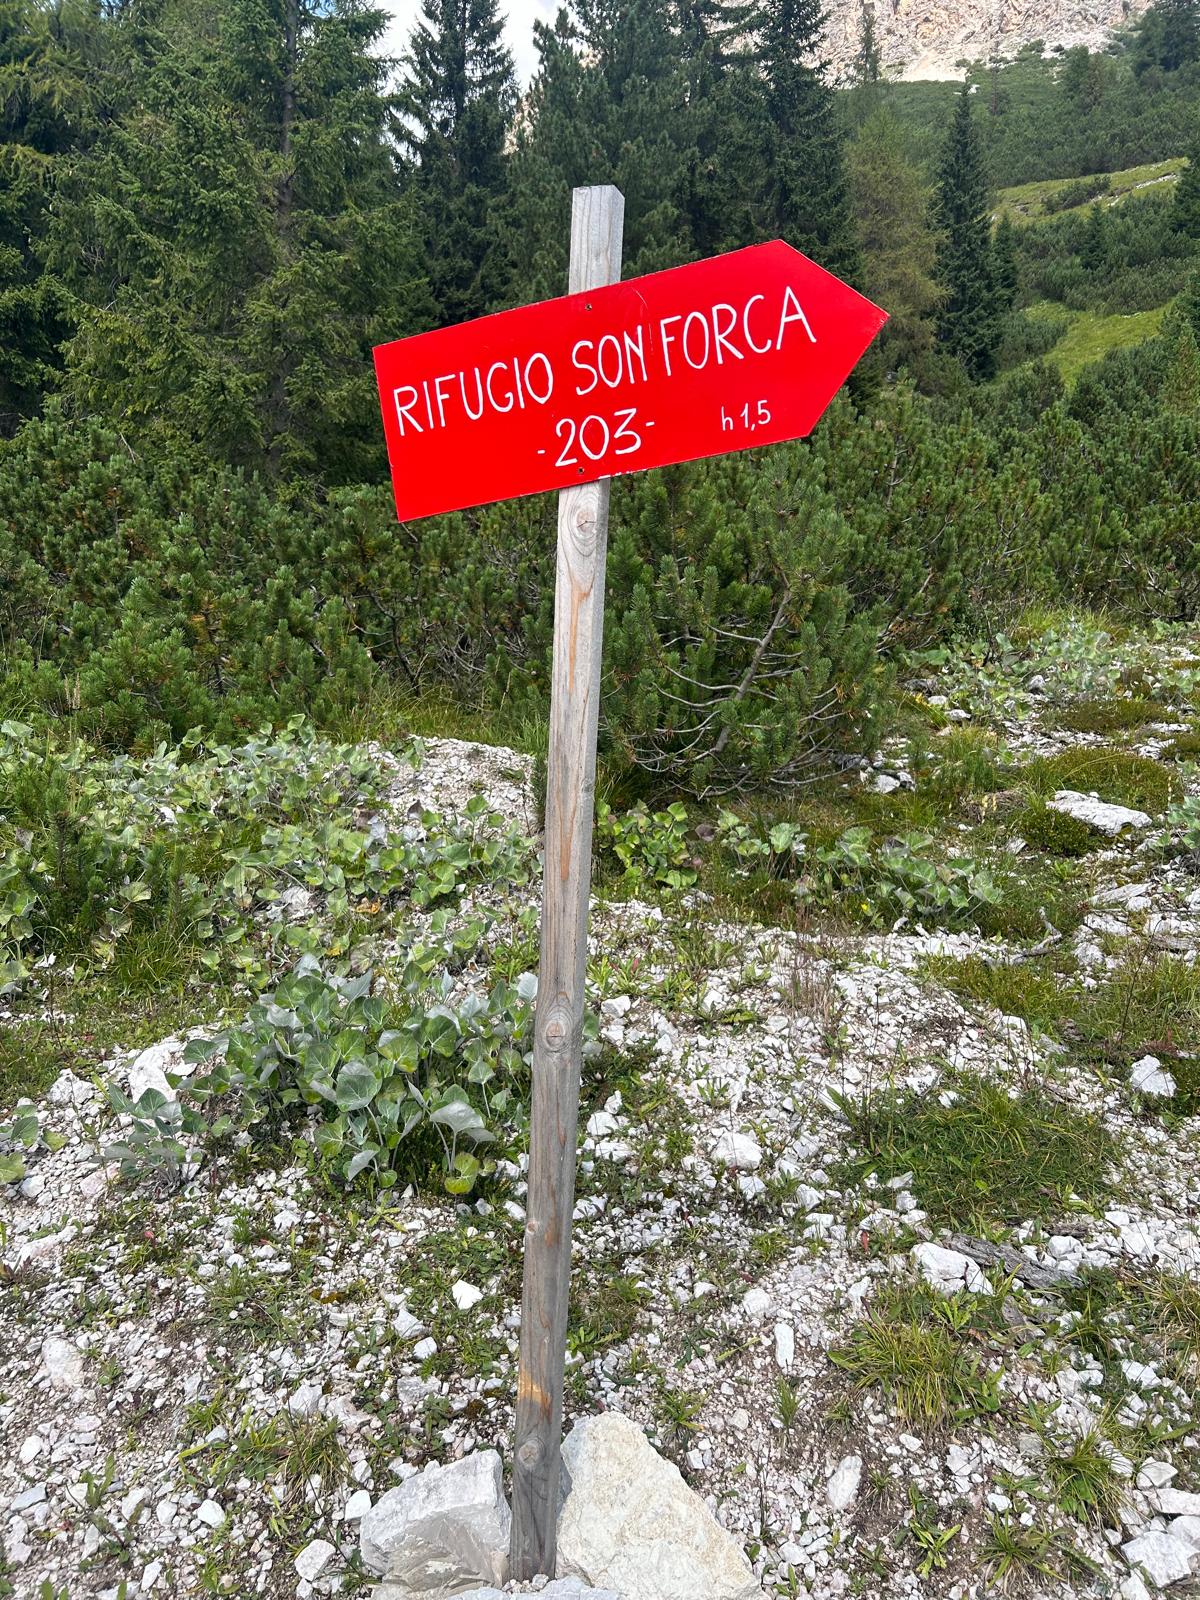 RIFUGIO SON FORCA
-203- h 1,5